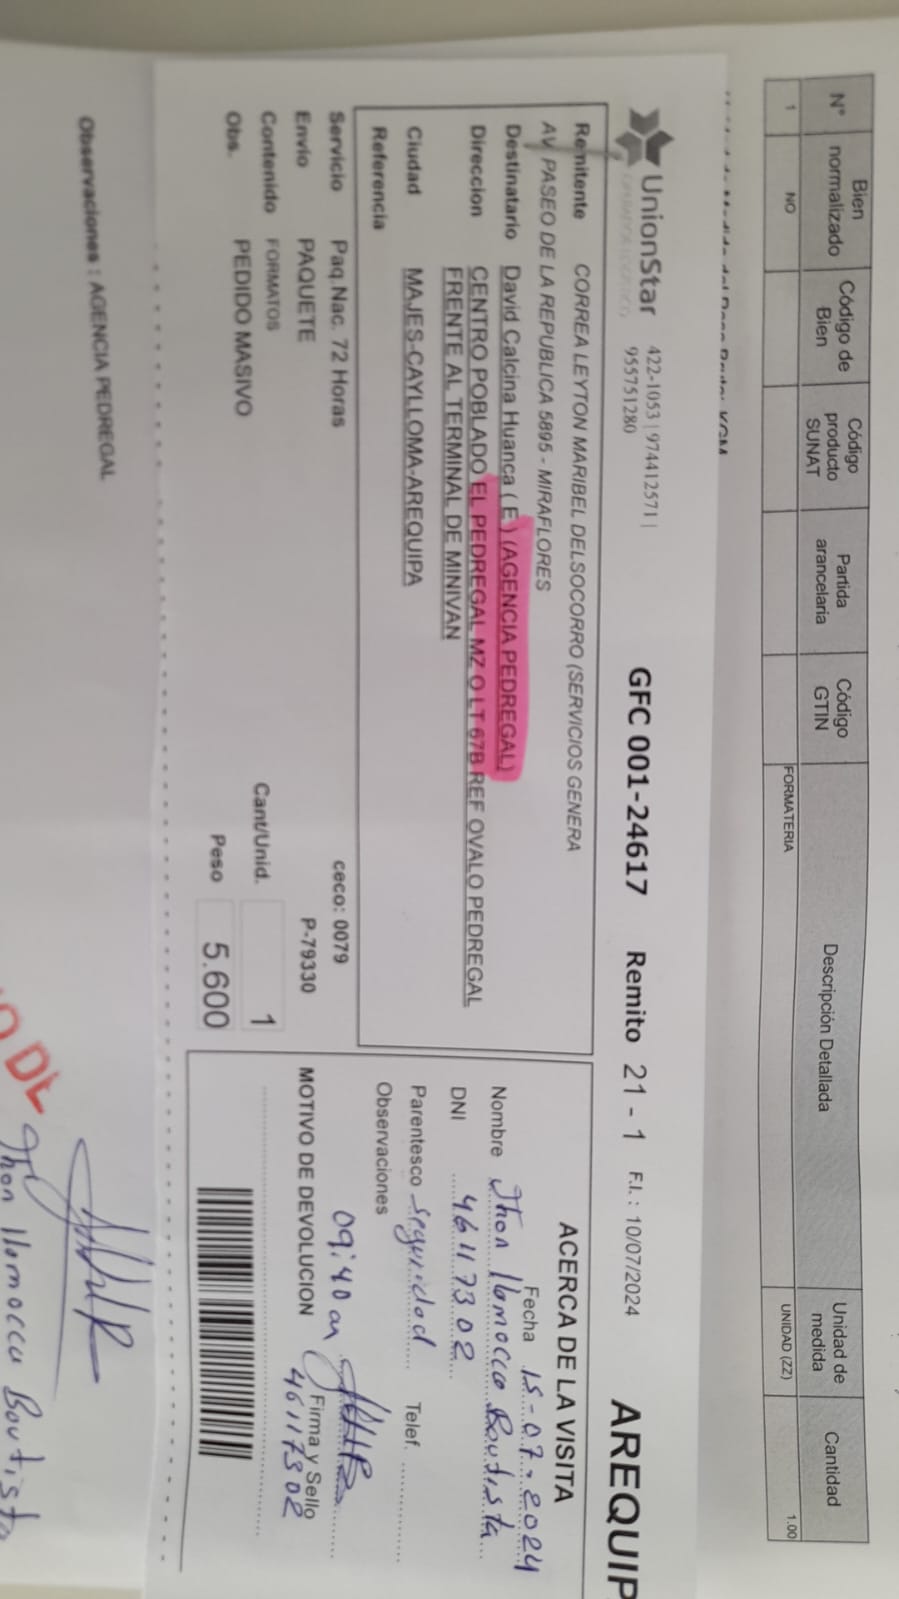 N° Bien normalizado Código de Bien Código producto SUNAT Partida arancelaria Código GTIN Descripción Detallada Unidad de medida Cantidad
1 NO FORMATERIA UNIDAD (ZZ) 1.00
UnionStar 422-1053 | 974412571 |
955751280
GFC 001-24617 Remito 21 - 1 F.I.: 10/07/2024 AREQUIP
Remitente CORREA LEYTON MARIBEL DELSOCORRO (SERVICIOS GENERA
AV. PASEO DE LA REPUBLICA 5895 - MIRAFLORES
Destinatario David Calcina Huanca ( E ) (AGENCIA PEDREGAL)
Direccion CENTRO POBLADO EL PEDREGAL MZ O LT 67B REF OVALO PEDREGAL
FRENTE AL TERMINAL DE MINIVAN
Ciudad MAJES-CAYLLOMA-AREQUIPA
Referencia
Servicio Paq.Nac. 72 Horas ceco: 0079
Envio PAQUETE P-79330
Contenido FORMATOS Cant/Unid. 1
Obs. PEDIDO MASIVO Peso 5.600
ACERCA DE LA VISITA
Fecha 15-07-2024
Nombre Jhon Llomocca Bautista
DNI 46117302
Parentesco seguridad Telef.
Observaciones
09:40 am
Firma y Sello
MOTIVO DE DEVOLUCION 46117302
Observaciones : AGENCIA PEDREGAL
O DE
Jhon Llomocca Bautista